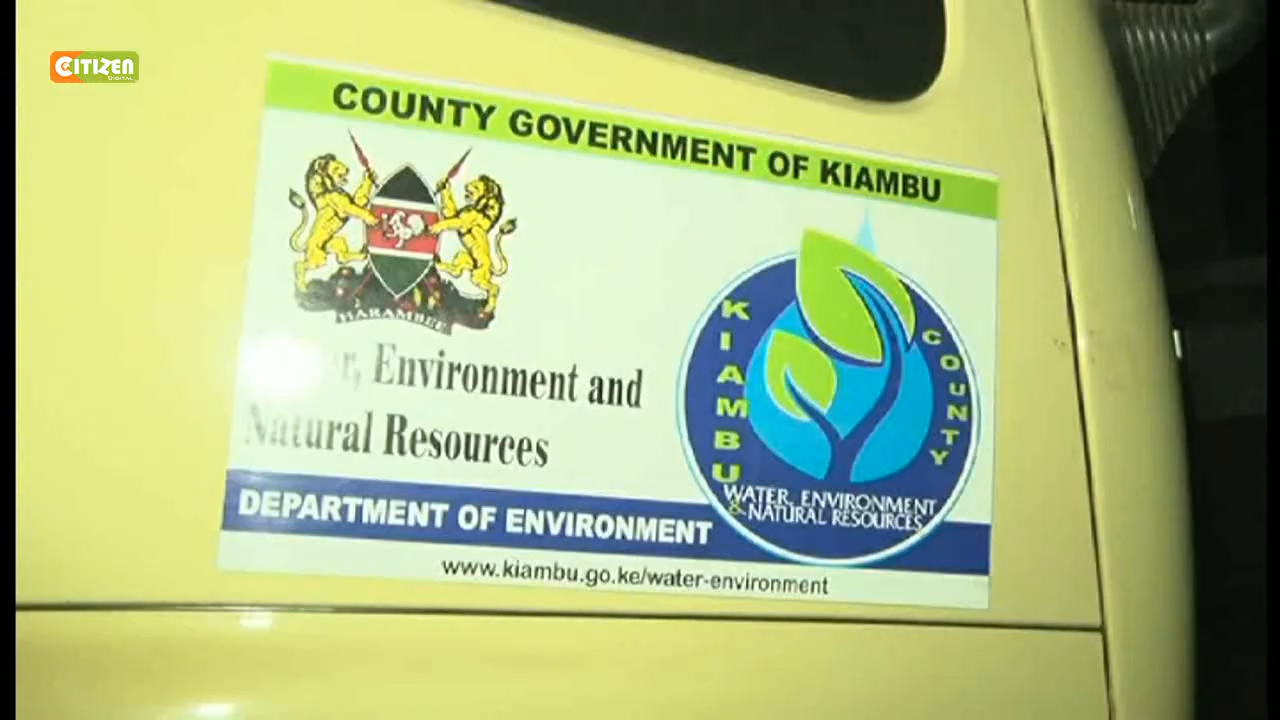 CITIZEN
DIGITAL
COUNTY GOVERNMENT OF KIAMBU
HARAMBEE
Environment and
Natural Resources
KIAMBU
COUNTY
WATER, ENVIRONMENT
& NATURAL RESOURCES
DEPARTMENT OF ENVIRONMENT
www.kiambu.go.ke/water-environment